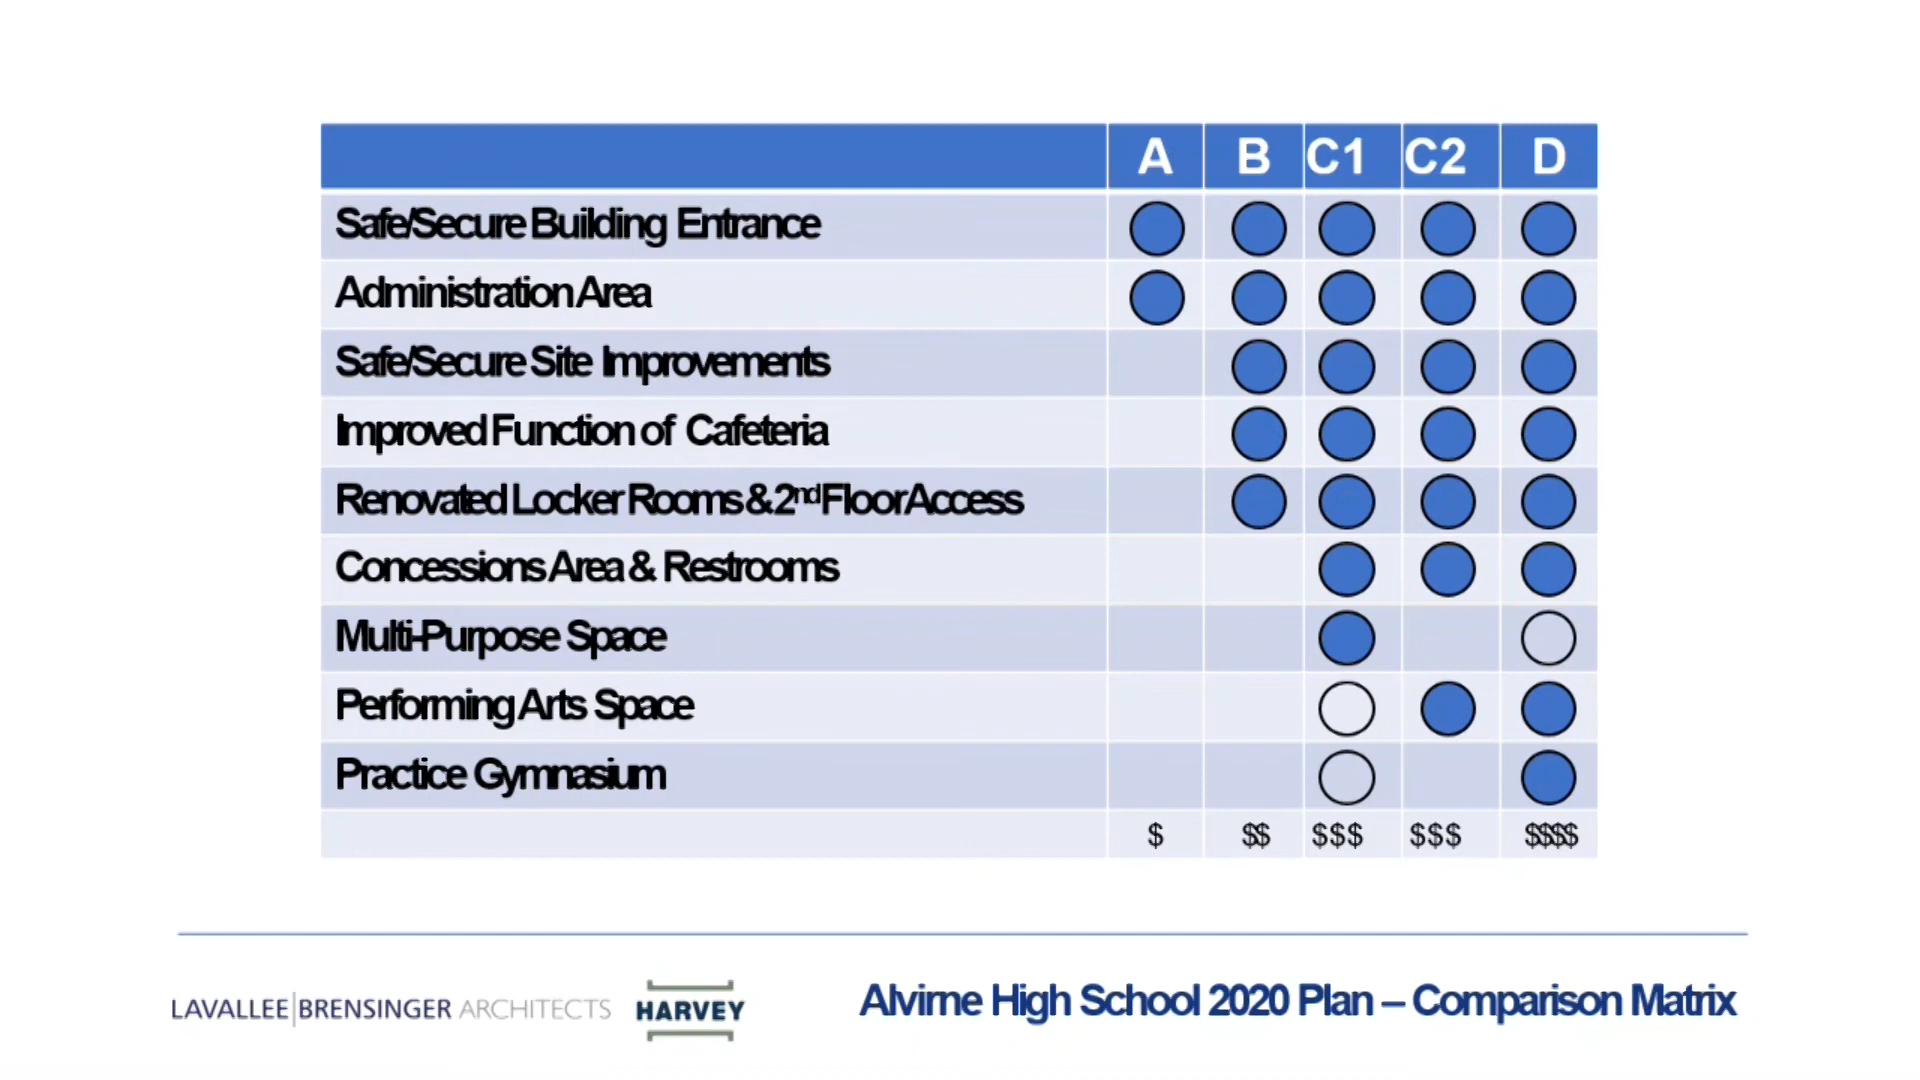 A B C1 C2 D
Safe/Secure Building Entrance
Administration Area
Safe/Secure Site Improvements
Improved Function of Cafeteria
Renovated Locker Rooms & 2nd Floor Access
Concessions Area & Restrooms
Multi-Purpose Space
Performing Arts Space
Practice Gymnasium
$ $$ $$$ $$$ $$$$
LAVALLEE|BRENSINGER ARCHITECTS HARVEY Alvirne High School 2020 Plan – Comparison Matrix